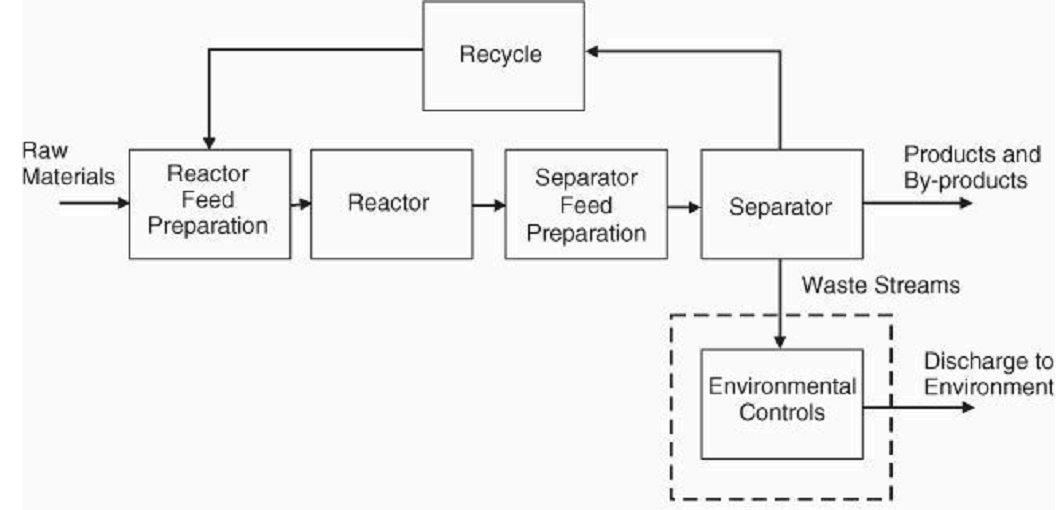 Recycle
Raw
Materials
Reactor
Feed
Preparation
Reactor
Separator
Feed
Preparation
Separator
Products and
By-products
Waste Streams
Environmental
Controls
Discharge to
Environment